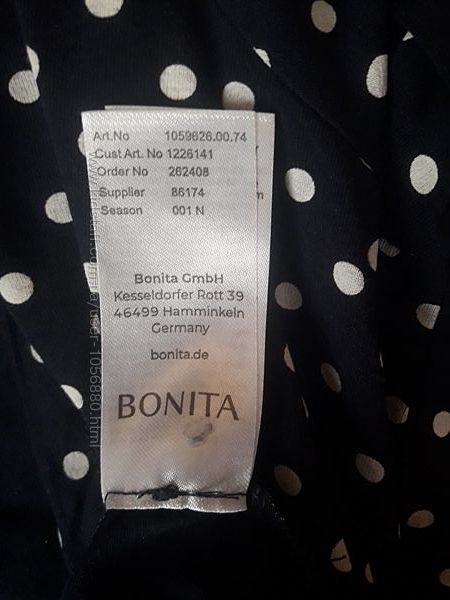 Art.No 1059626.00.74
Cust Art. No 1226141
Order No 262408
Supplier 86174
Season 001 N
Bonita GmbH
Kesseldorfer Rott 39
46499 Hamminkeln
Germany
bonita.de
BONITA